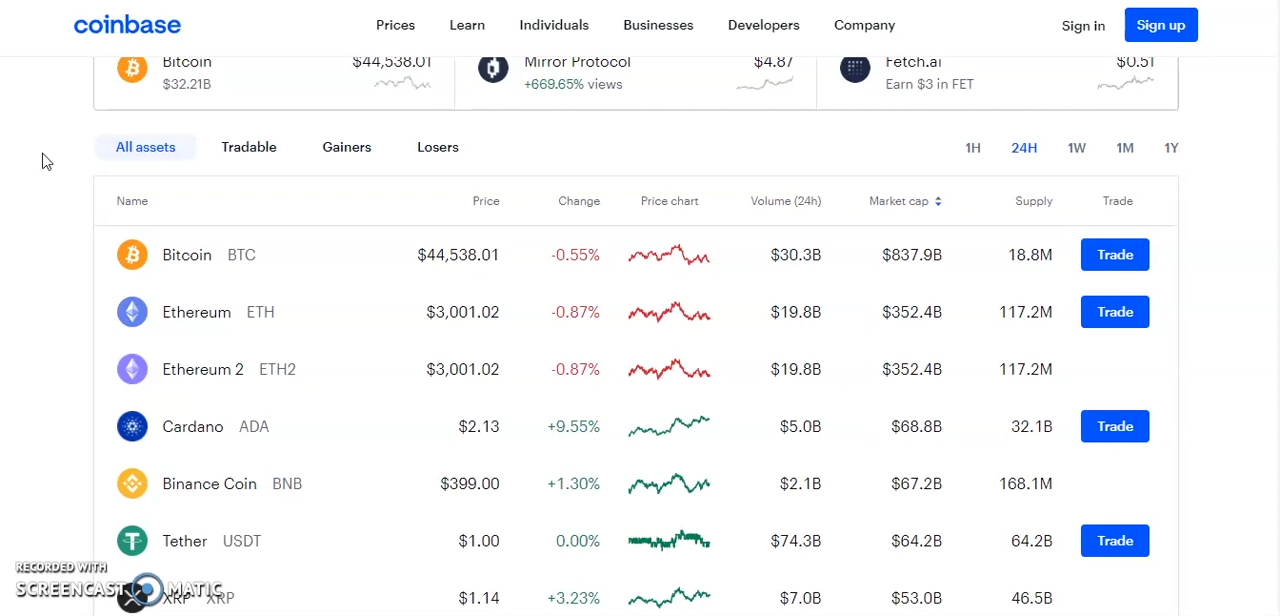 coinbase Prices Learn Individuals Businesses Developers Company Sign in Sign up
Bitcoin $44,538.01 Mirror Protocol $4.87 Fetch.ai $0.51
$32.21B +669.65% views Earn $3 in FET
All assets Tradable Gainers Losers 1H 24H 1W 1M 1Y
Name Price Change Price chart Volume (24h) Market cap Supply Trade
Bitcoin BTC $44,538.01 -0.55% $30.3B $837.9B 18.8M Trade
Ethereum ETH $3,001.02 -0.87% $19.8B $352.4B 117.2M Trade
Ethereum 2 ETH2 $3,001.02 -0.87% $19.8B $352.4B 117.2M
Cardano ADA $2.13 +9.55% $5.0B $68.8B 32.1B Trade
Binance Coin BNB $399.00 +1.30% $2.1B $67.2B 168.1M
Tether USDT $1.00 0.00% $74.3B $64.2B 64.2B Trade
RECORDED WITH
SCREENCAST MATIC
XRP XRP $1.14 +3.23% $7.0B $53.0B 46.5B